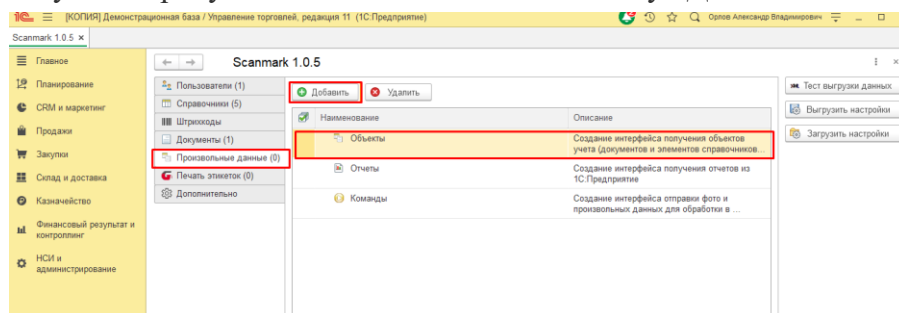 [КОПИЯ] Демонстрационная база / Управление торговлей, редакция 11 (1С:Предприятие)
Орлов Александр Владимирович
Scanmark 1.0.5 ×
Главное
Планирование
CRM и маркетинг
Продажи
Закупки
Склад и доставка
Казначейство
Финансовый результат и
контроллинг
НСИ и
администрирование
Scanmark 1.0.5
Пользователи (1)
Справочники (5)
Штрихкоды
Документы (1)
Произвольные данные (0)
Печать этикеток (0)
Дополнительно
Добавить
Удалить
Наименование
Описание
Объекты
Создание интерфейса получения объектов
учета (документов и элементов справочников...
Отчеты
Создание интерфейса получения отчетов из
1С:Предприятие
Команды
Создание интерфейса отправки фото и
произвольных данных для обработки в ...
Тест выгрузки данных
Выгрузить настройки
Загрузить настройки